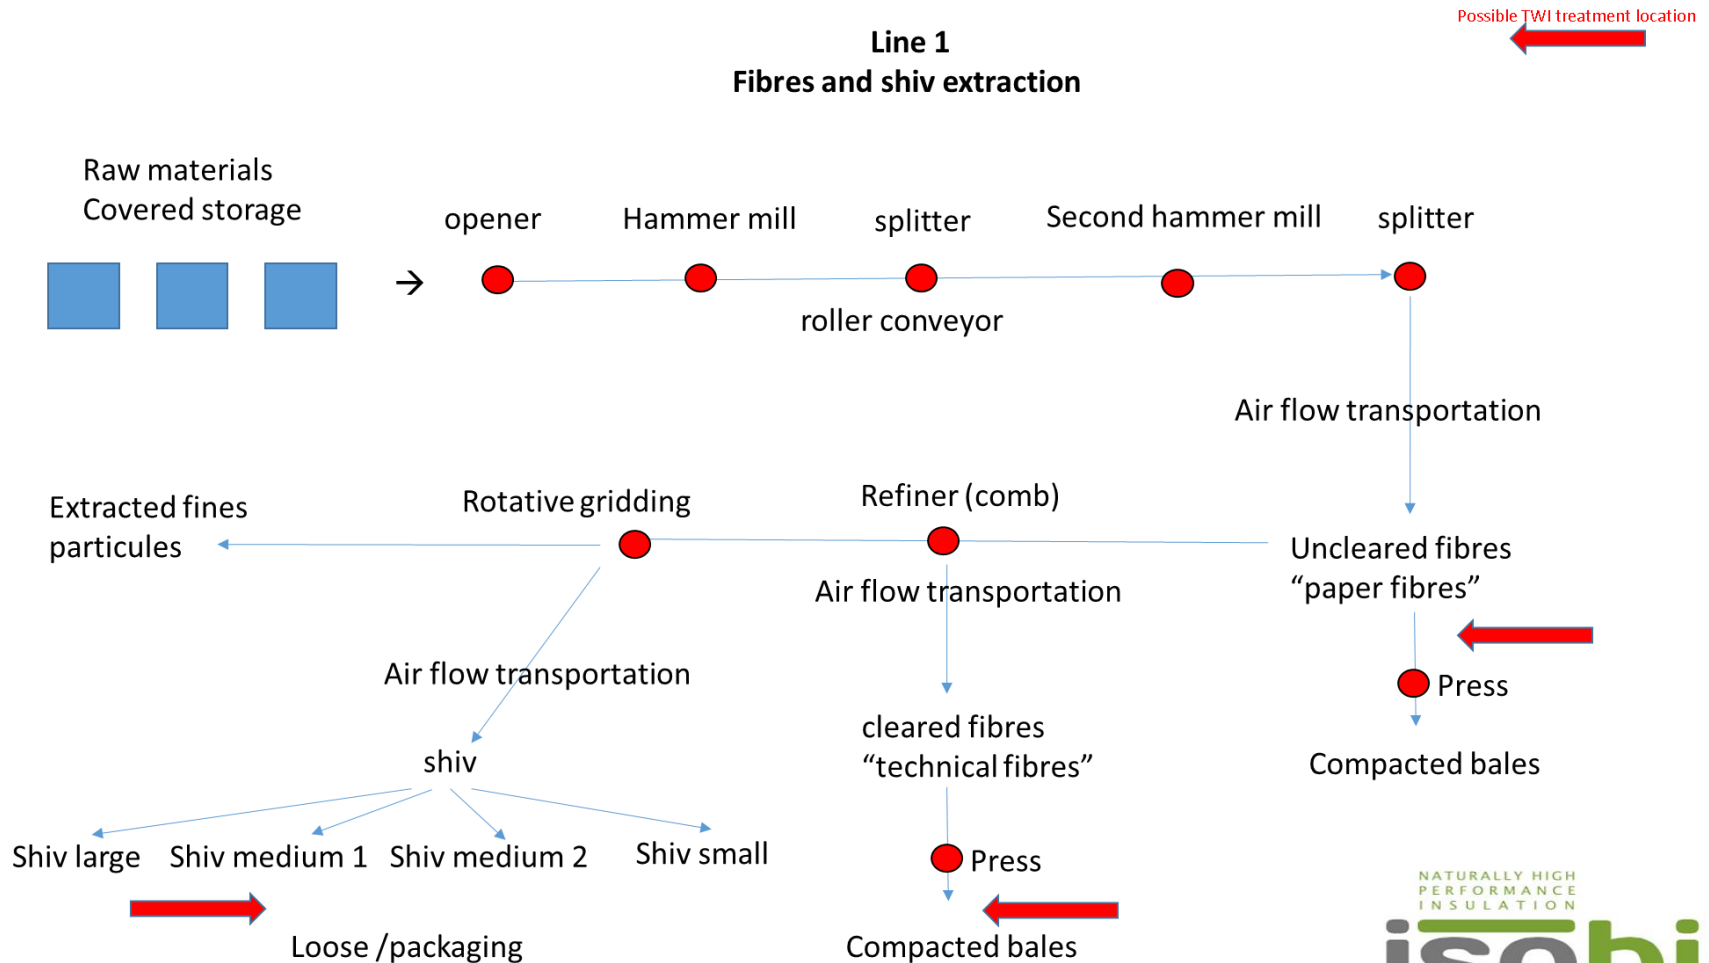 Possible TWI treatment location
Line 1
Fibres and shiv extraction
Raw materials
Covered storage
opener
Hammer mill
splitter
Second hammer mill
splitter
roller conveyor
Air flow transportation
Extracted fines
particules
Rotative gridding
Refiner (comb)
Uncleared fibres
“paper fibres”
Air flow transportation
Air flow transportation
Press
cleared fibres
“technical fibres”
shiv
Compacted bales
Shiv large
Shiv medium 1
Shiv medium 2
Shiv small
Press
Loose /packaging
Compacted bales
NATURALLY HIGH
PERFORMANCE
INSULATION